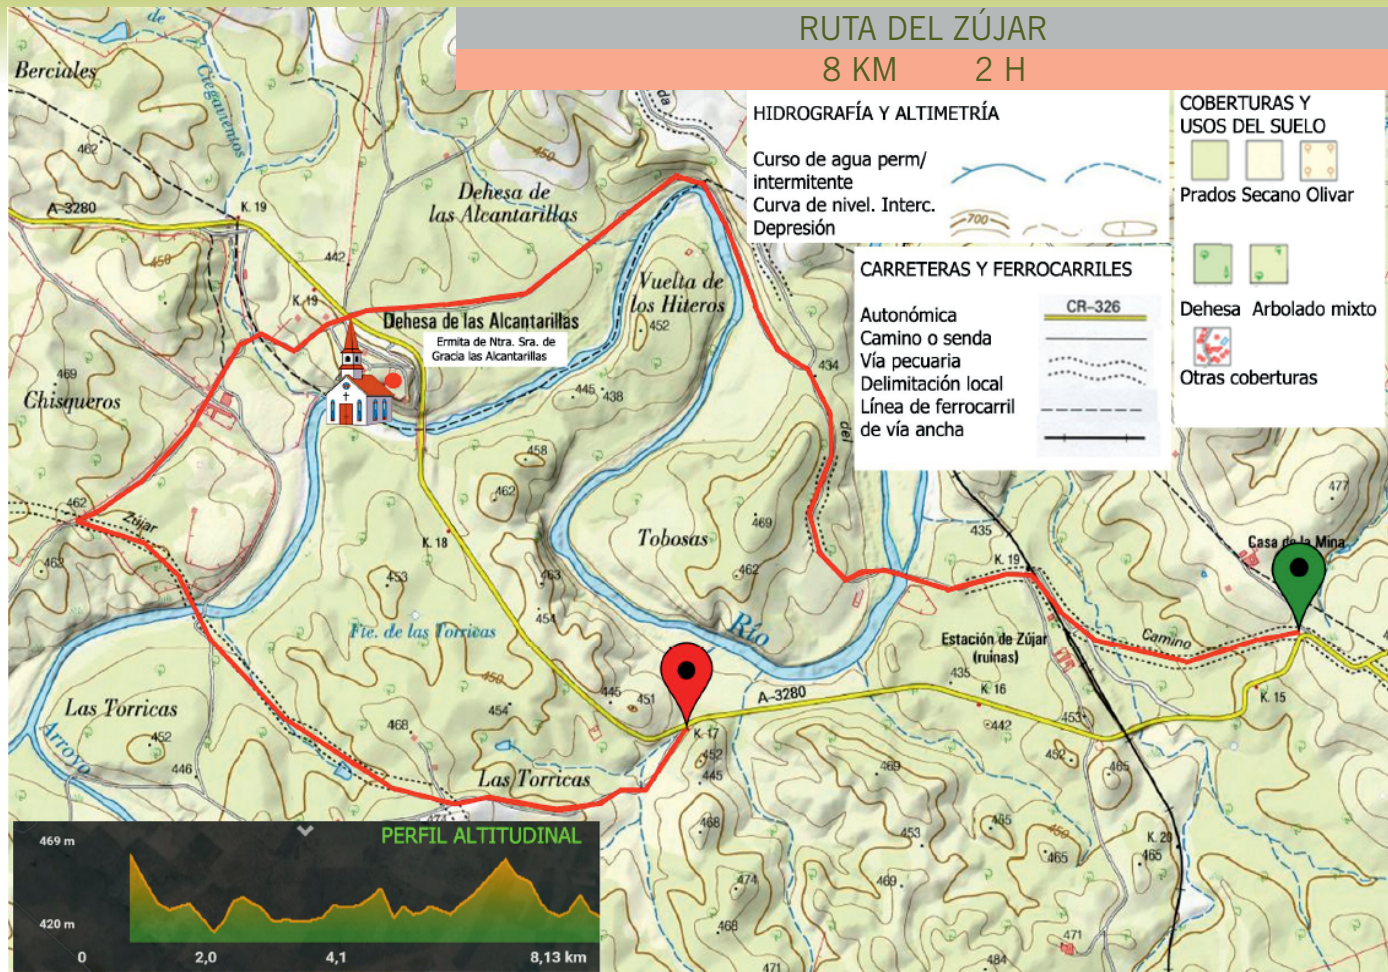 RUTA DEL ZÚJAR
8 KM 2 H
HIDROGRAFÍA Y ALTIMETRÍA
Curso de agua perm/
intermitente
Curva de nivel. Interc.
Depresión
700
COBERTURAS Y
USOS DEL SUELO
Prados Secano Olivar
Dehesa Arbolado mixto
Otras coberturas
CARRETERAS Y FERROCARRILES
Autonómica
CR-326
Camino o senda
Vía pecuaria
Delimitación local
Línea de ferrocarril
de vía ancha
de
Berciales
Ciegavientos
462
450
da
A-3280
K. 19
Dehesa de
las Alcantarillas
442
450
K. 19
Vuelta de
los Hiteros
452
Dehesa de las Alcantarillas
Ermita de Ntra. Sra. de
Gracia las Alcantarillas
469
Chisqueros
434
445
438
del
458
462
462
Zújar
K. 18
469
Tobosas
435
477
Casa de la Mina
K. 19
462
453
463
462
454
Fte. de las Torricas
Río
Estación de Zújar
(ruinas)
Camino
450
435
K. 16
A-3280
K. 15
445
451
454
Las Torricas
452
468
K. 17
442
453
Arroyo
446
452
445
452
465
469
Las Torricas
474
468
453
465
450
465
K. 20
465
474
469
468
471
471
484
PERFIL ALTITUDINAL
469 m
420 m
0 2,0 4,1 8,13 km